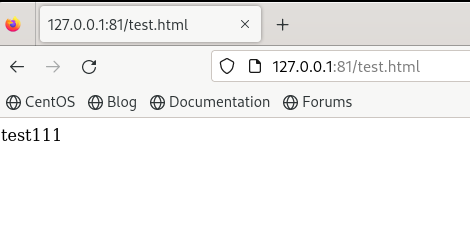 127.0.0.1:81/test.html
127.0.0.1:81/test.html
CentOS Blog Documentation Forums
test111